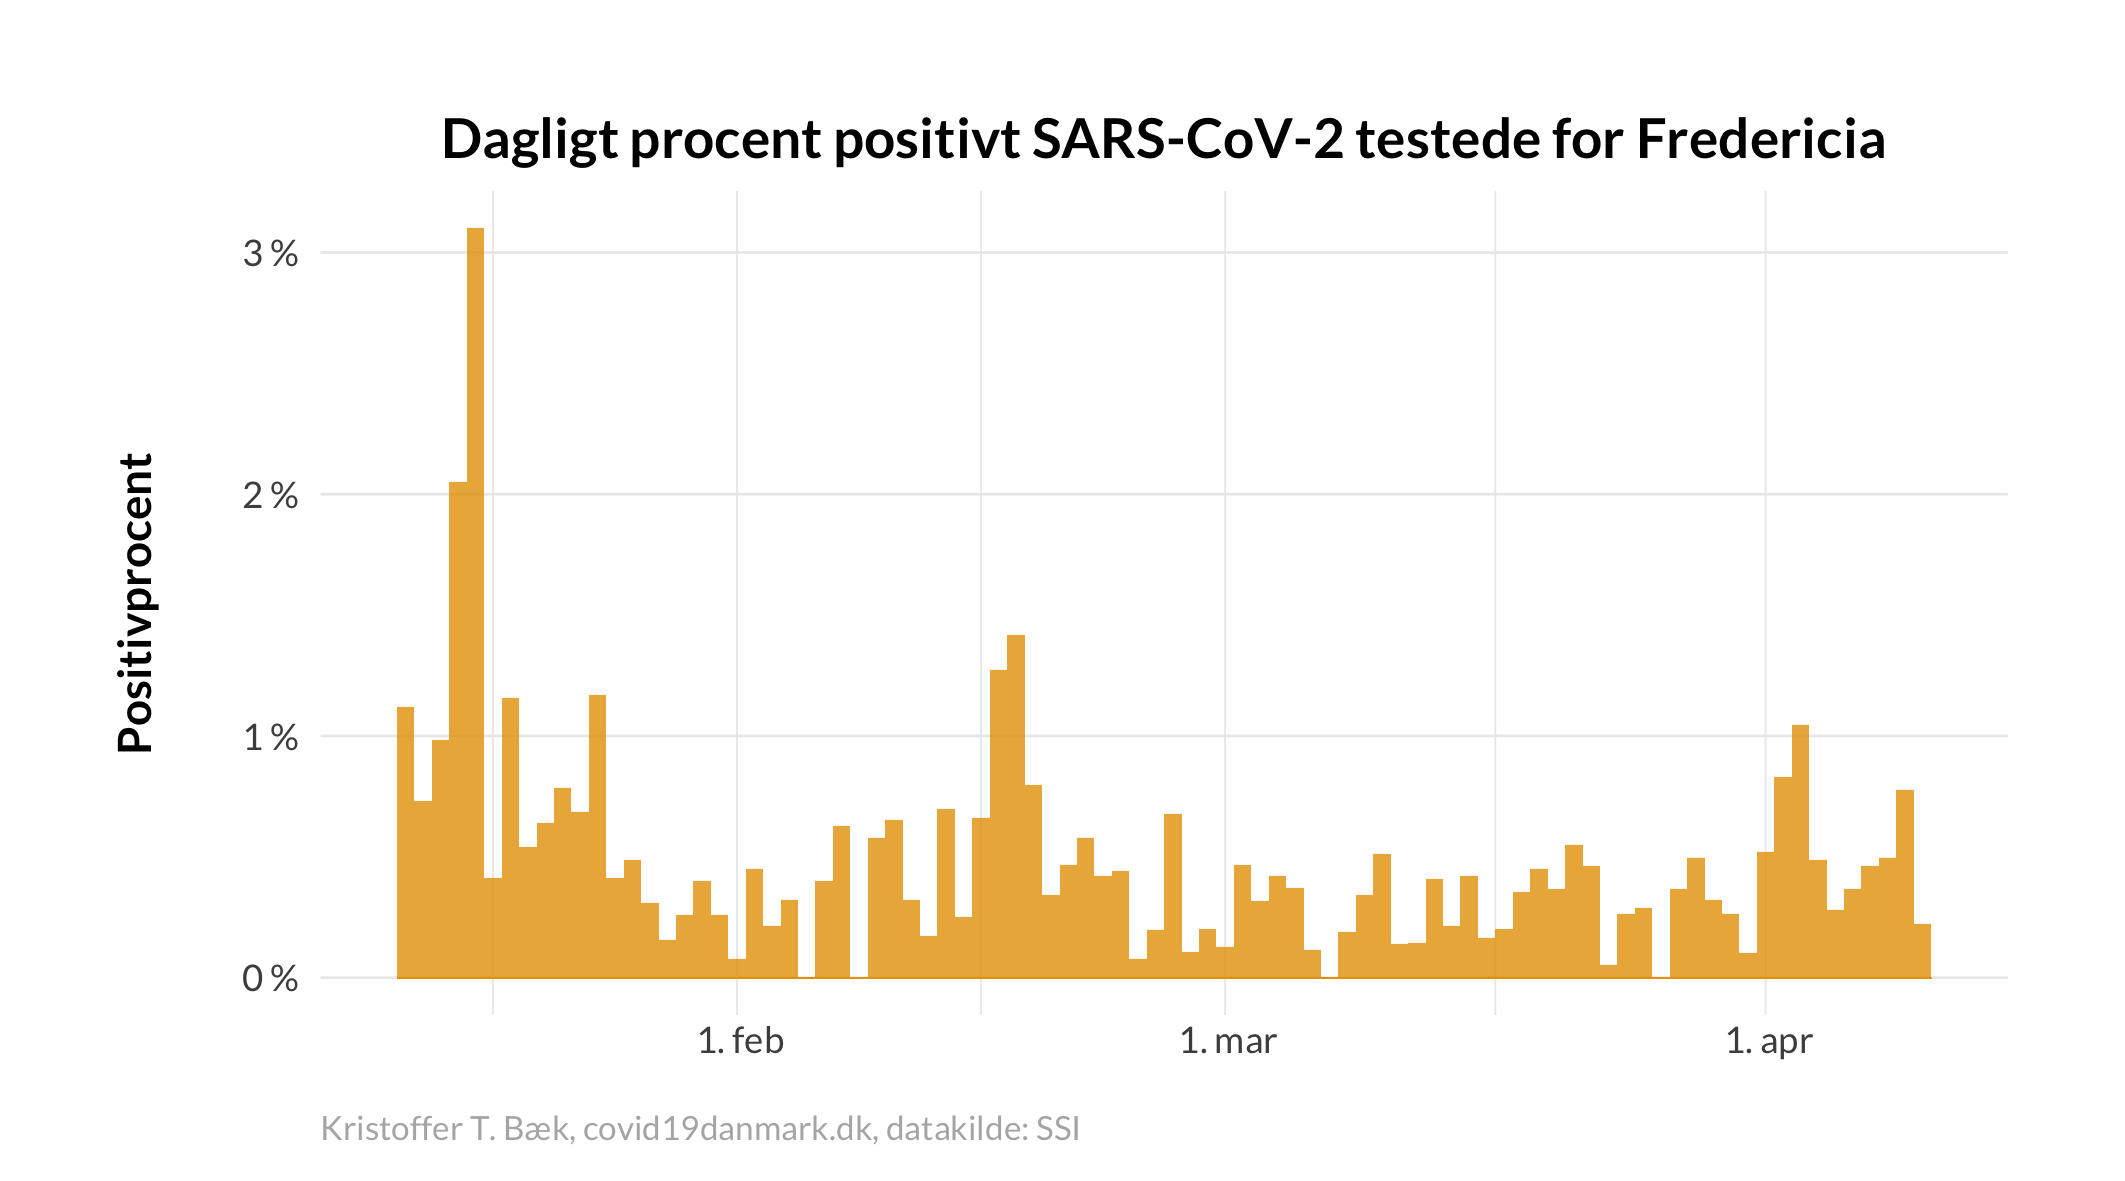 Dagligt procent positivt SARS-CoV-2 testede for Fredericia
Positivprocent
3 %
2 %
1 %
0 %
1. feb
1. mar
1. apr
Kristoffer T. Bæk, covid19danmark.dk, datakilde: SSI